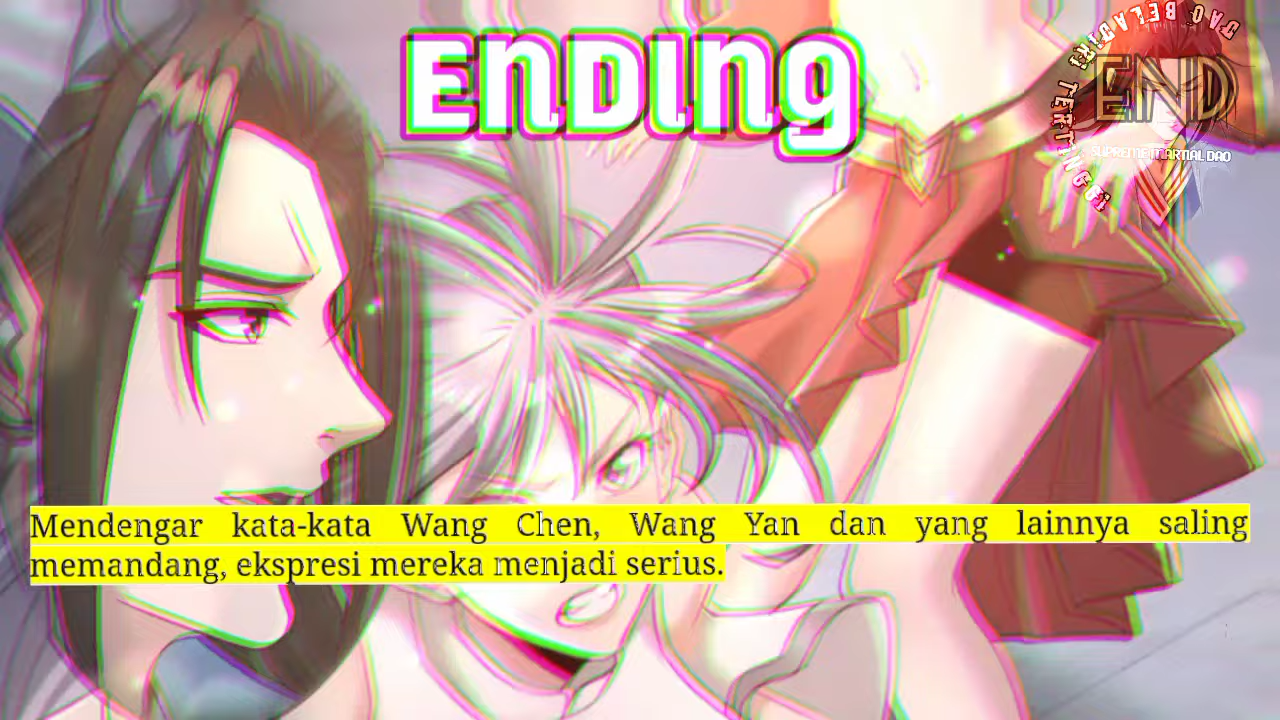 ENDING
DAO BELADIRI TERTINGGI
END
SUPREME MARTIAL DAO
Mendengar kata-kata Wang Chen, Wang Yan dan yang lainnya saling
memandang, ekspresi mereka menjadi serius.